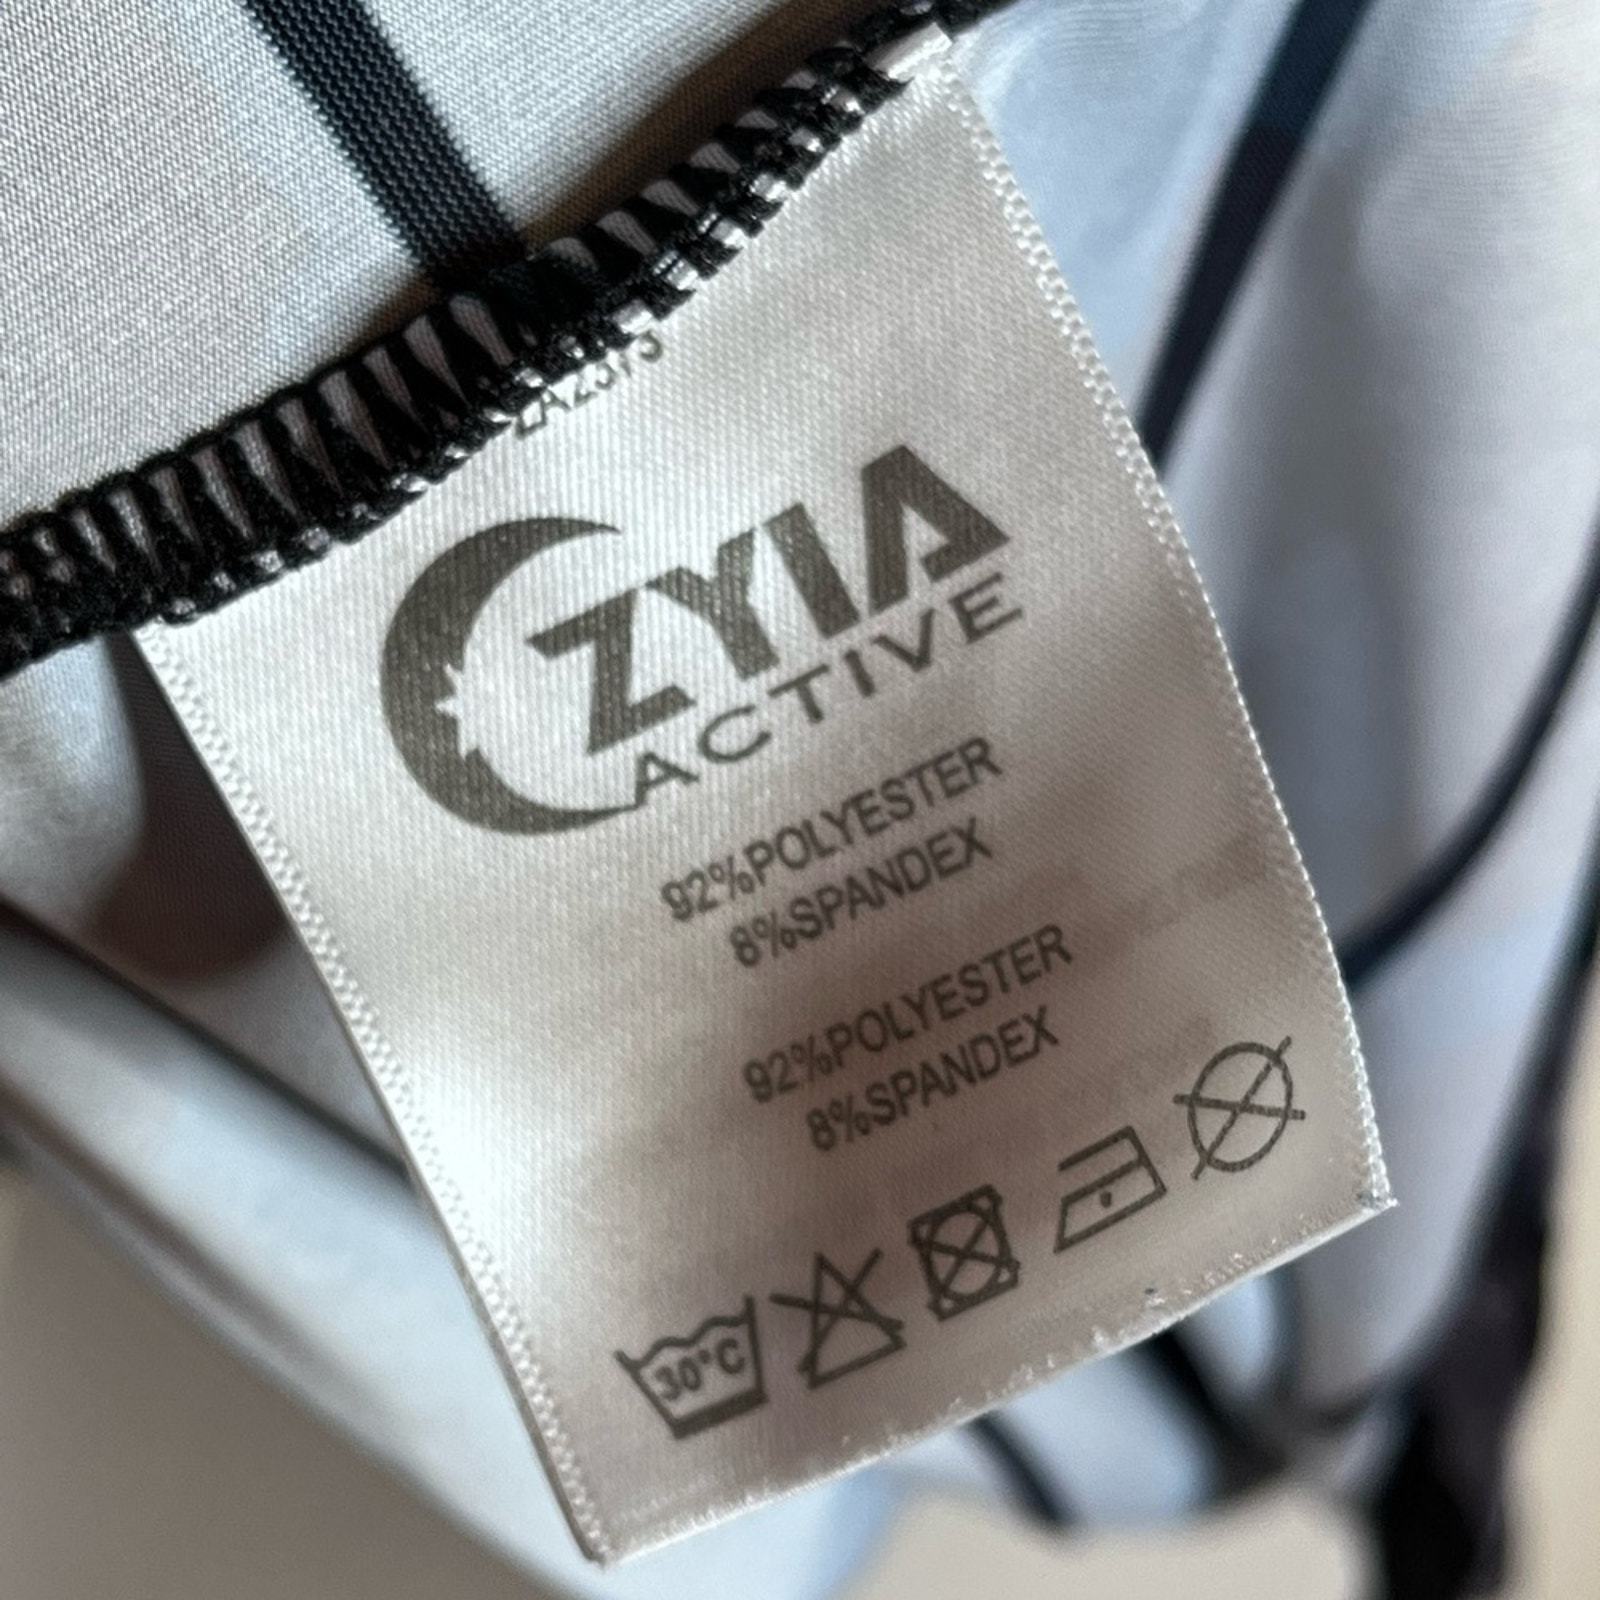 ZYIA
ACTIVE
92%POLYESTER
8%SPANDEX
92%POLYESTER
8%SPANDEX
30°C